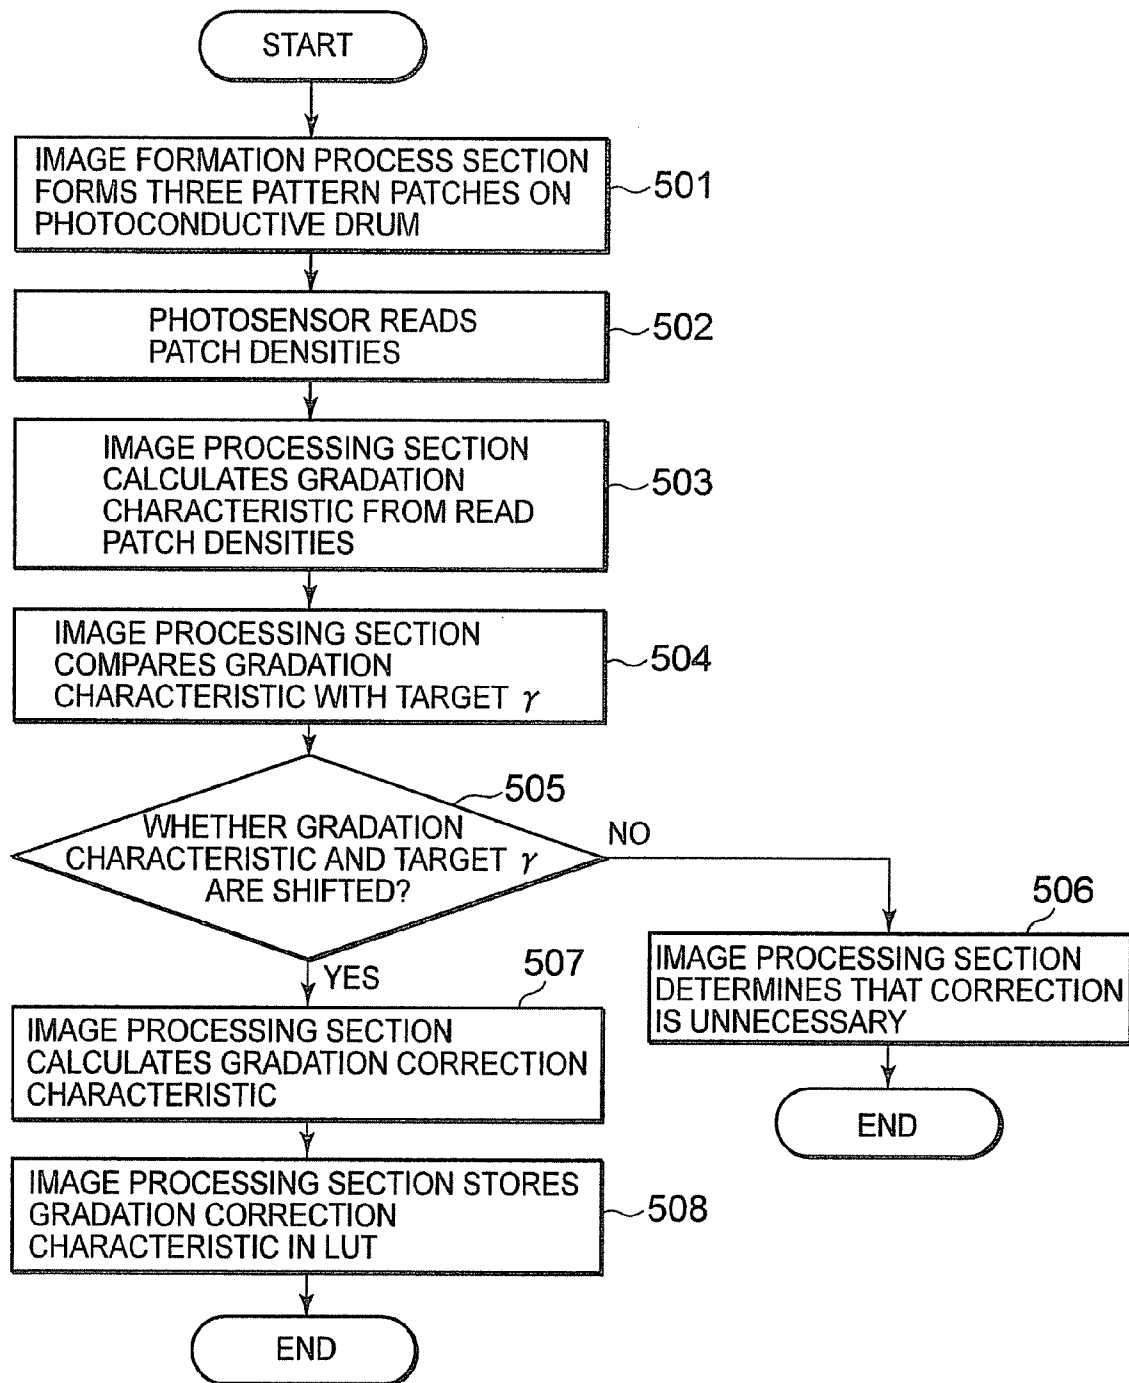 START
IMAGE FORMATION PROCESS SECTION
FORMS THREE PATTERN PATCHES ON
PHOTOCONDUCTIVE DRUM
501
PHOTOSENSOR READS
PATCH DENSITIES
502
IMAGE PROCESSING SECTION
CALCULATES GRADATION
CHARACTERISTIC FROM READ
PATCH DENSITIES
503
IMAGE PROCESSING SECTION
COMPARES GRADATION
CHARACTERISTIC WITH TARGET γ
504
505
WHETHER GRADATION
CHARACTERISTIC AND TARGET γ
ARE SHIFTED?
NO
506
IMAGE PROCESSING SECTION
DETERMINES THAT CORRECTION
IS UNNECESSARY
END
YES
507
IMAGE PROCESSING SECTION
CALCULATES GRADATION CORRECTION
CHARACTERISTIC
IMAGE PROCESSING SECTION STORES
GRADATION CORRECTION
CHARACTERISTIC IN LUT
508
END